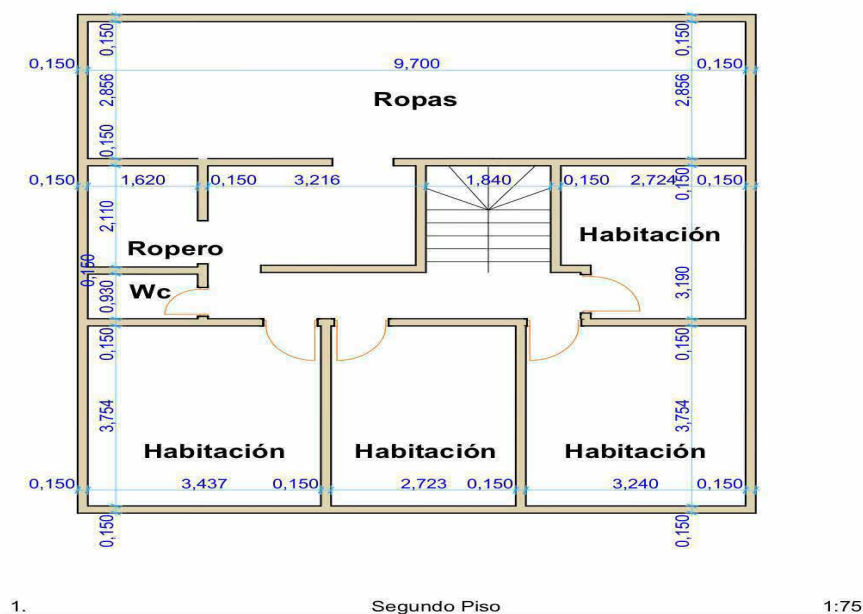 0,150 0,150
0,150 9,700 0,150
2,856 2,856
Ropas
0,150
0,150 1,620 0,150 3,216 1,840 0,150 2,724 0,150
0,150
2,110
Ropero Habitación
0,150
0,930 Wc 3,190
0,150 0,150
3,754 3,754
Habitación Habitación Habitación
0,150 3,437 0,150 2,723 0,150 3,240 0,150
0,150 0,150
1. Segundo Piso 1:75